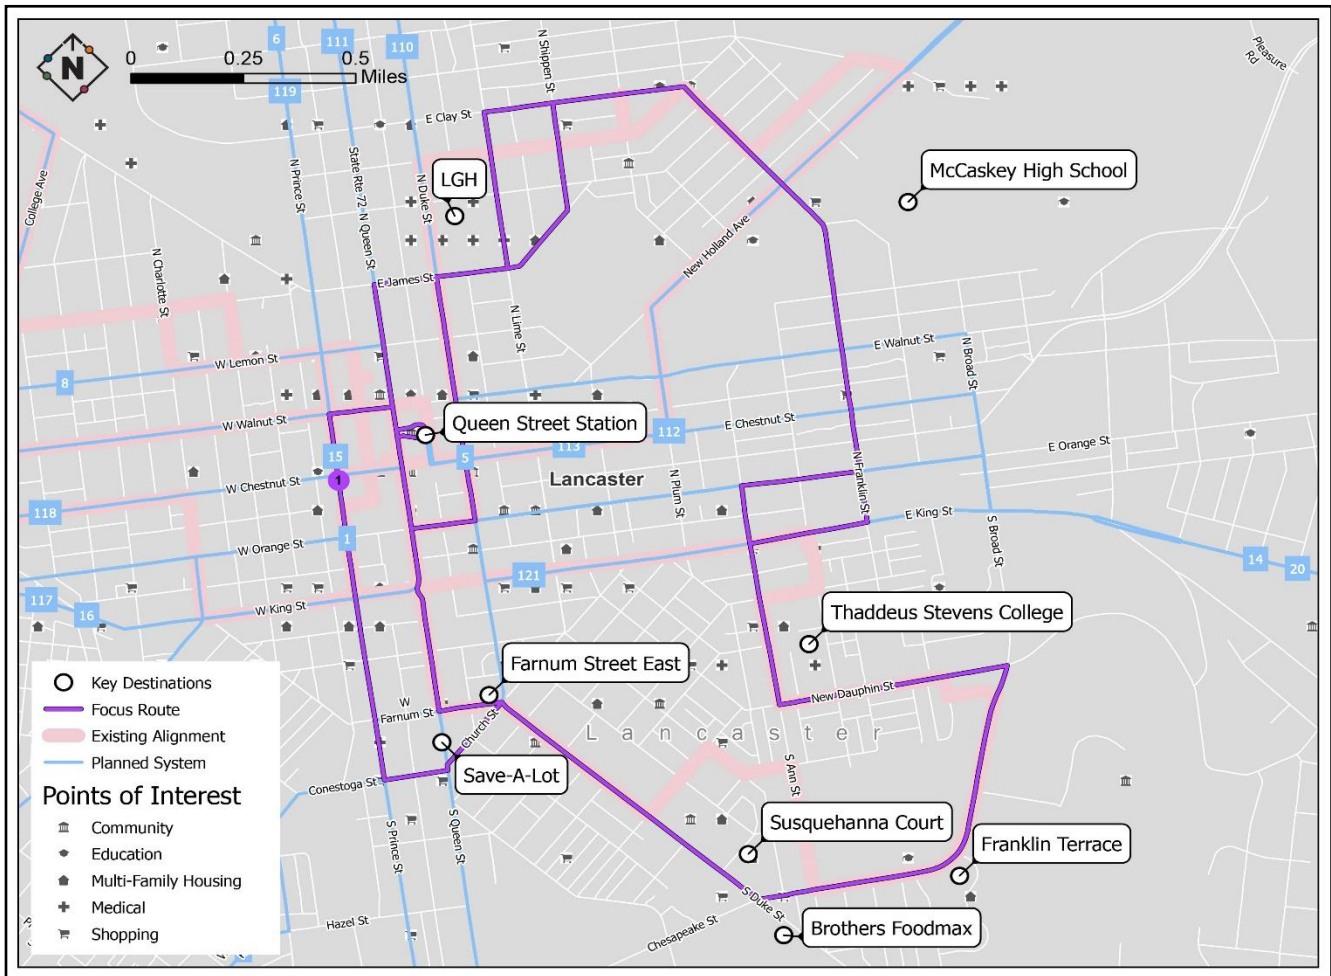 N
0 0.25 0.5
Miles
6
111
110
119
N Shippen St
Pleasure Rd
E Clay St
College Ave
N Prince St
State Rte 72
N Queen St
N Duke St
LGH
McCaskey High School
N Charlotte St
E James St
New Holland Ave
N Lime St
W Lemon St
8
E Walnut St
N Broad St
W Walnut St
Queen Street Station
E Chestnut St
112
113
E Orange St
15
5
1
W Chestnut St
Lancaster
N Plum St
N Franklin St
118
1
W Orange St
E King St
S Broad St
14
20
121
117
16
W King St
Thaddeus Stevens College
Farnum Street East
New Dauphin St
W
Farnum St
Church St
Lancaster
Save-A-Lot
Conestoga St
S Ann St
S Prince St
S Queen St
Susquehanna Court
Franklin Terrace
S Duke St
Chesapeake St
Brothers Foodmax
Hazel St
Key Destinations
Focus Route
Existing Alignment
Planned System
Points of Interest
Community
Education
Multi-Family Housing
Medical
Shopping